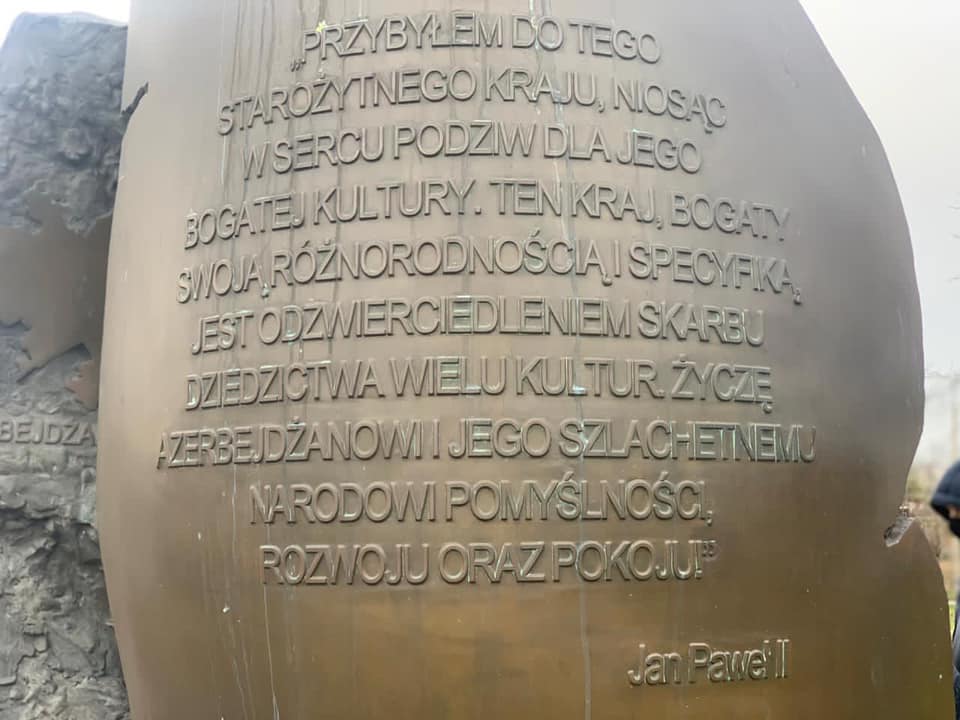 „PRZYBYŁEM DO TEGO
STAROŻYTNEGO KRAJU, NIOSĄC
W SERCU PODZIW DLA JEGO
BOGATEJ KULTURY. TEN KRAJ, BOGATY
SWOJĄ RÓŻNORODNOŚCIĄ I SPECYFIKĄ,
JEST ODZWIERCIEDLENIEM SKARBU
DZIEDZICTWA WIELU KULTUR. ŻYCZĘ
AZERBEJDŻANOWI I JEGO SZLACHETNEMU
NARODOWI POMYŚLNOŚCI,
ROZWOJU ORAZ POKOJU!”
Jan Paweł II